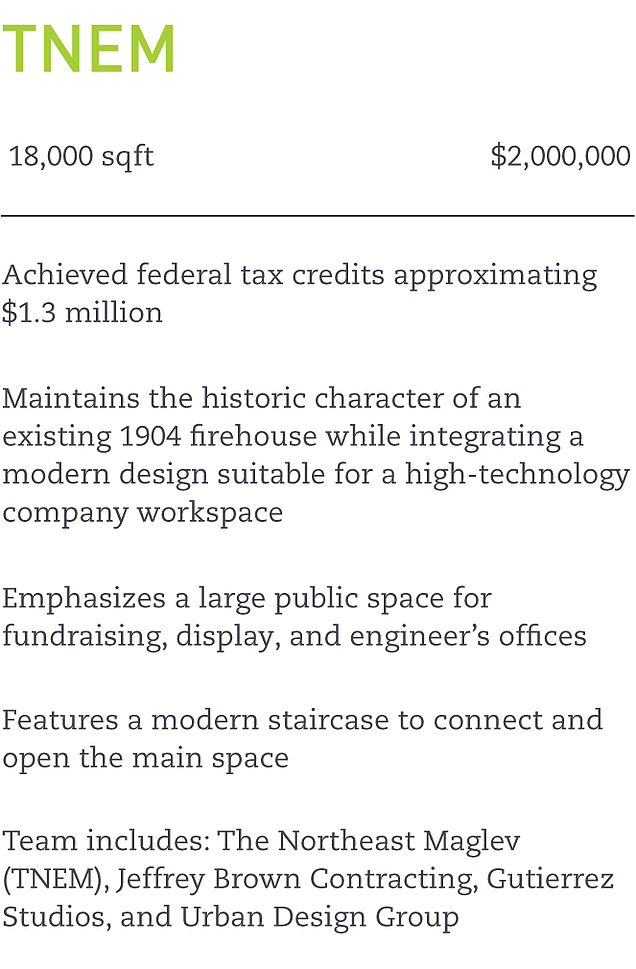 TNEM
18,000 sqft $2,000,000
Achieved federal tax credits approximating
$1.3 million
Maintains the historic character of an
existing 1904 firehouse while integrating a
modern design suitable for a high-technology
company workspace
Emphasizes a large public space for
fundraising, display, and engineer’s offices
Features a modern staircase to connect and
open the main space
Team includes: The Northeast Maglev
(TNEM), Jeffrey Brown Contracting, Gutierrez
Studios, and Urban Design Group